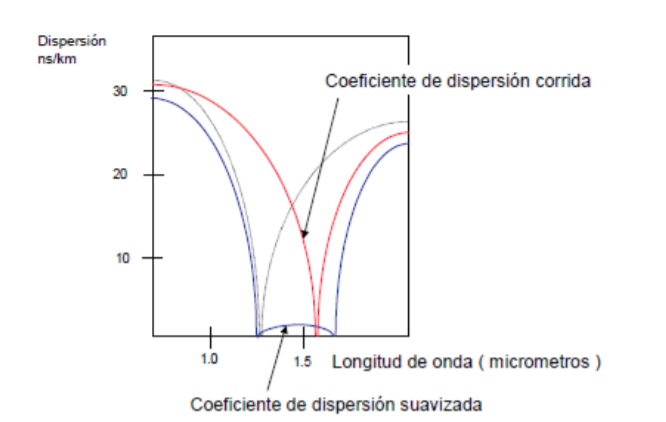 Dispersión
ns/km
Coeficiente de dispersión corrida
30
20
10
1.0
1.5
Longitud de onda ( micrometros )
Coeficiente de dispersión suavizada